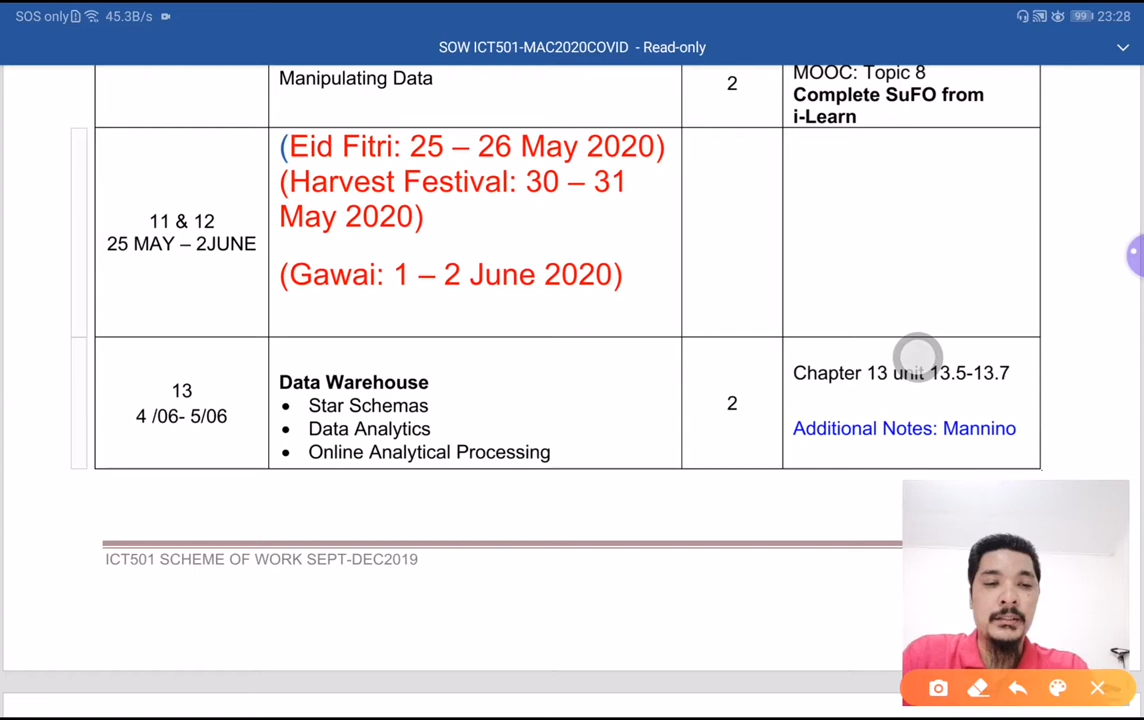 SOS only 45.3B/s 99 23:28
SOW ICT501-MAC2020COVID - Read-only
Manipulating Data
2
MOOC: Topic 8
Complete SuFO from
i-Learn
11 & 12
25 MAY – 2JUNE
(Eid Fitri: 25 – 26 May 2020)
(Harvest Festival: 30 – 31
May 2020)
(Gawai: 1 – 2 June 2020)
13
4 /06- 5/06
Data Warehouse
• Star Schemas
• Data Analytics
• Online Analytical Processing
2
Chapter 13 unit 13.5-13.7
Additional Notes: Mannino
ICT501 SCHEME OF WORK SEPT-DEC2019